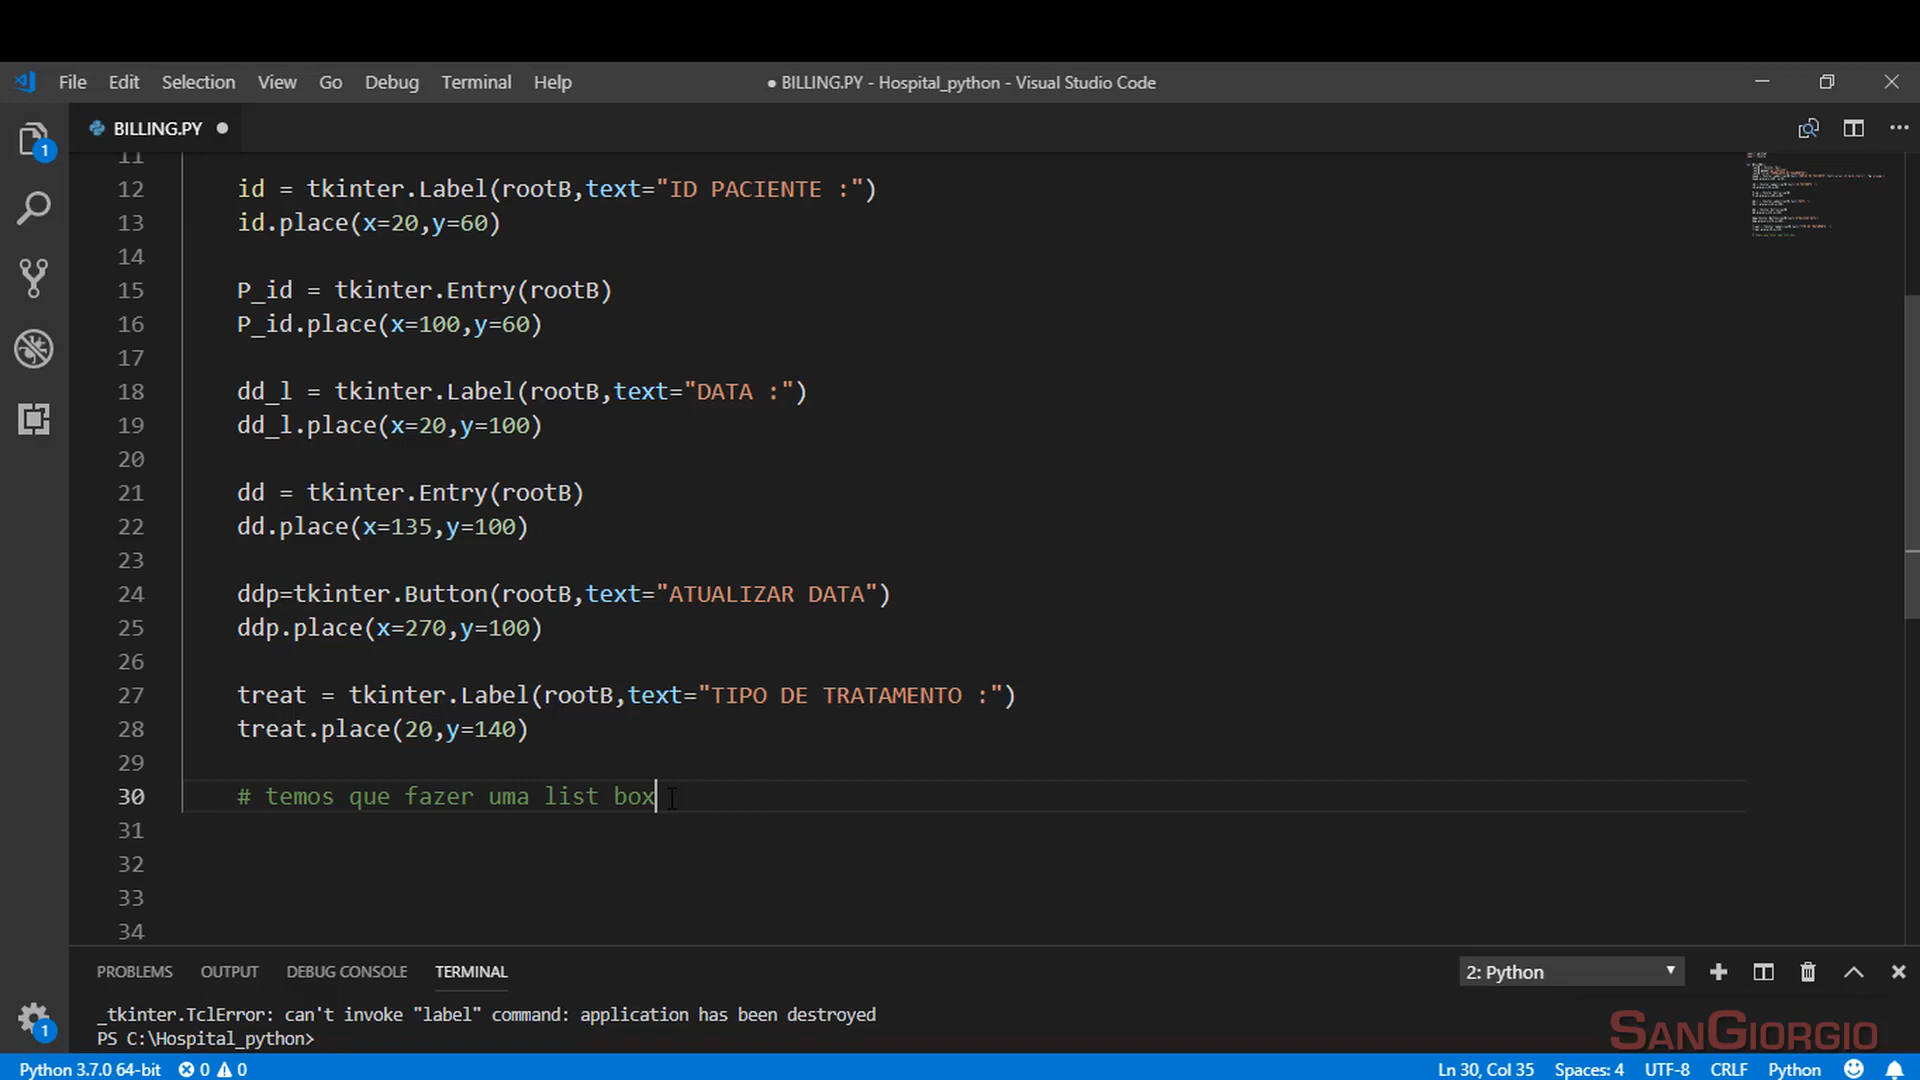 File Edit Selection View Go Debug Terminal Help ● BILLING.PY - Hospital_python - Visual Studio Code
BILLING.PY ●
1
11
12 id = tkinter.Label(rootB,text="ID PACIENTE :")
13 id.place(x=20,y=60)
14
15 P_id = tkinter.Entry(rootB)
16 P_id.place(x=100,y=60)
17
18 dd_l = tkinter.Label(rootB,text="DATA :")
19 dd_l.place(x=20,y=100)
20
21 dd = tkinter.Entry(rootB)
22 dd.place(x=135,y=100)
23
24 ddp=tkinter.Button(rootB,text="ATUALIZAR DATA")
25 ddp.place(x=270,y=100)
26
27 treat = tkinter.Label(rootB,text="TIPO DE TRATAMENTO :")
28 treat.place(20,y=140)
29
30 # temos que fazer uma list box
31
32
33
34
PROBLEMS OUTPUT DEBUG CONSOLE TERMINAL 2: Python
_tkinter.TclError: can't invoke "label" command: application has been destroyed
PS C:\Hospital_python>
1
SANGIORGIO
Python 3.7.0 64-bit 0 0 Ln 30, Col 35 Spaces: 4 UTF-8 CRLF Python